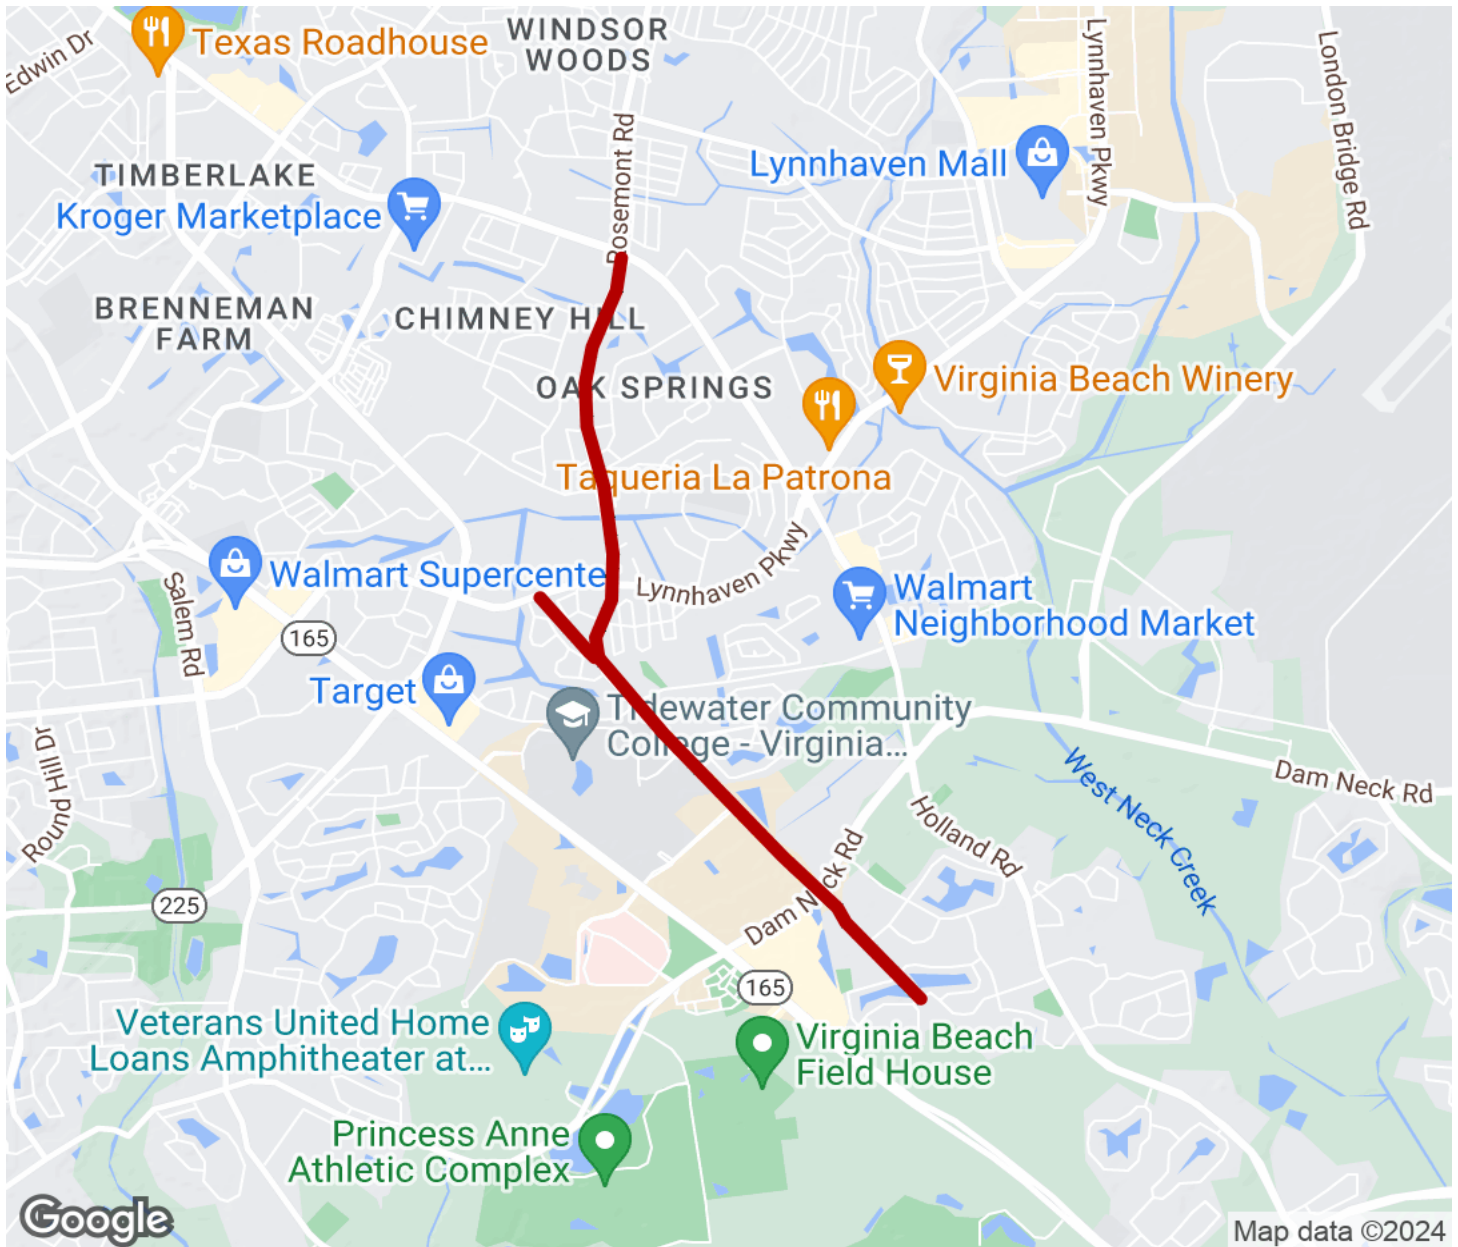 WINDSOR
WOODS
Texas Roadhouse
Edwin Dr
Lynnhaven Pkwy
London Bridge Rd
Rosemont Rd
Lynnhaven Mall
TIMBERLAKE
Kroger Marketplace
BRENNEMAN
FARM
CHIMNEY HILL
OAK SPRINGS
Virginia Beach Winery
Taqueria La Patrona
Walmart Supercente
Lynnhaven Pkwy
Walmart
Neighborhood Market
Salem Rd
165
Target
Tidewater Community
College - Virginia...
Round Hill Dr
Dam Neck Rd
West Neck Creek
Holland Rd
Dam Neck Rd
225
165
Veterans United Home
Loans Amphitheater at...
Virginia Beach
Field House
Princess Anne
Athletic Complex
Google
Map data ©2024